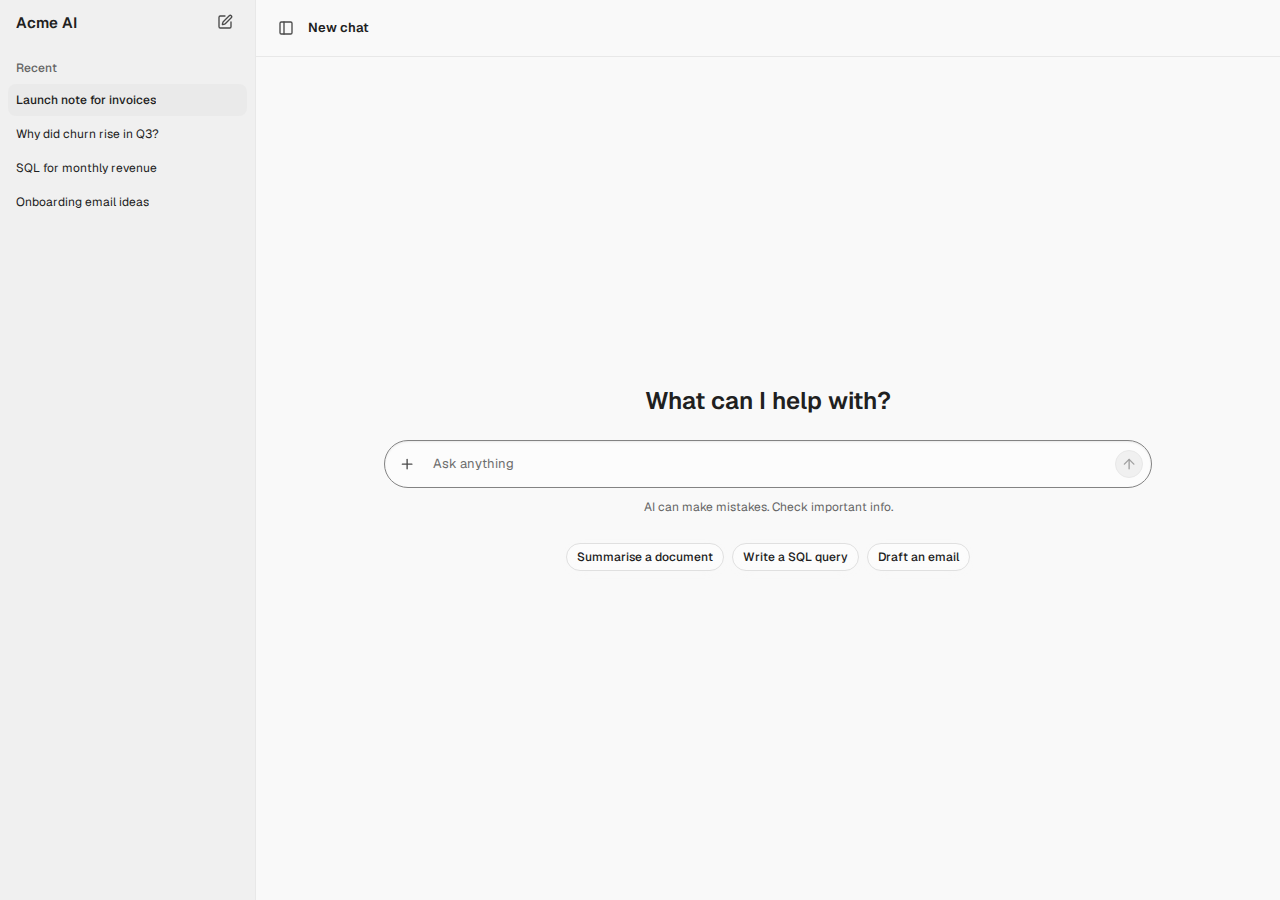 Acme AI
New chat
Recent
Launch note for invoices
Why did churn rise in Q3?
SQL for monthly revenue
Onboarding email ideas
What can I help with?
Ask anything
AI can make mistakes. Check important info.
Summarise a document
Write a SQL query
Draft an email